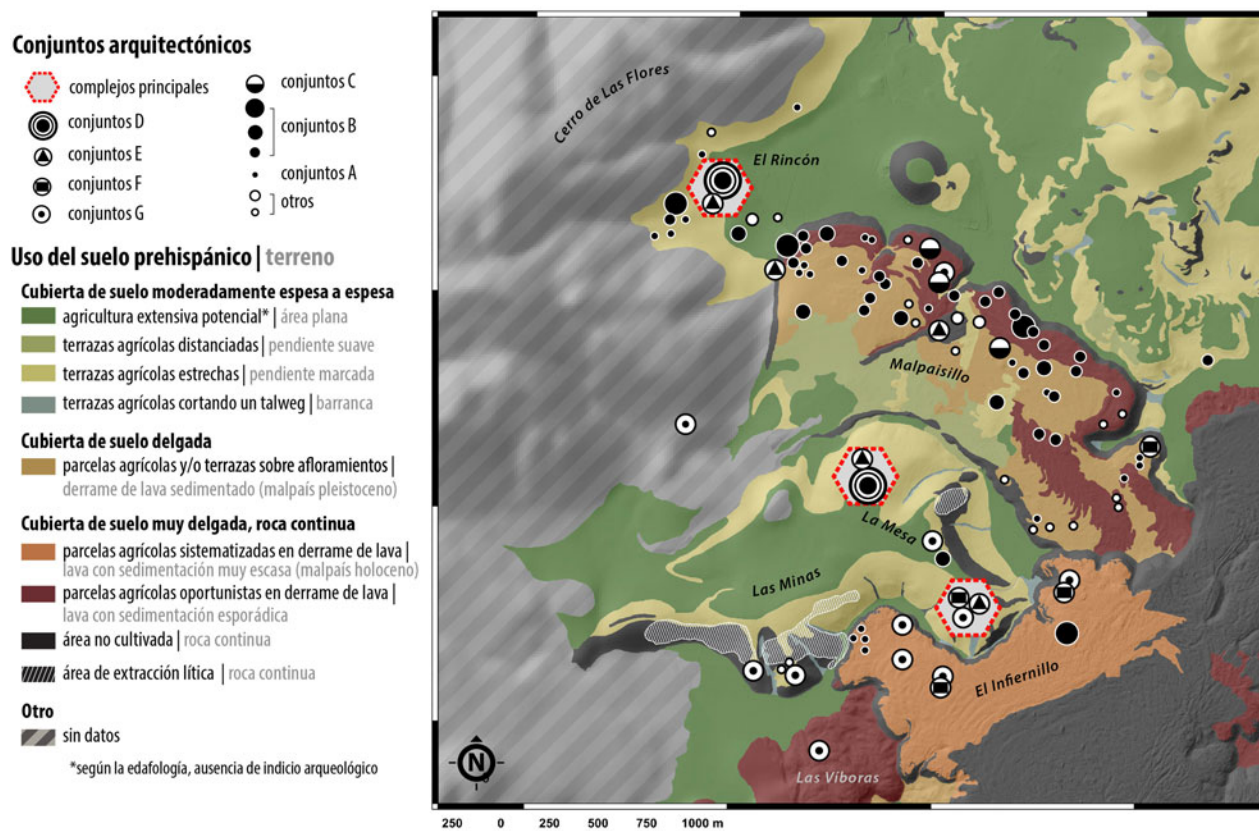 Conjuntos arquitectónicos
complejos principales
conjuntos D
conjuntos E
conjuntos F
conjuntos G
conjuntos C
conjuntos B
conjuntos A
otros
Uso del suelo prehispánico | terreno
Cubierta de suelo moderadamente espesa a espesa
agricultura extensiva potencial* | área plana
terrazas agrícolas distanciadas | pendiente suave
terrazas agrícolas estrechas | pendiente marcada
terrazas agrícolas cortando un talweg | barranca
Cubierta de suelo delgada
parcelas agrícolas y/o terrazas sobre afloramientos |
derrame de lava sedimentado (malpaís pleistoceno)
Cubierta de suelo muy delgada, roca continua
parcelas agrícolas sistematizadas en derrame de lava |
lava con sedimentación muy escasa (malpaís holoceno)
parcelas agrícolas oportunistas en derrame de lava |
lava con sedimentación esporádica
área no cultivada | roca continua
área de extracción lítica | roca continua
Otro
sin datos
*según la edafología, ausencia de indicio arqueológico
Cerro de Las Flores
El Rincón
Malpaisillo
La Mesa
Las Minas
El Infiernillo
Las Víboras
N
250 0 250 500 750 1000 m